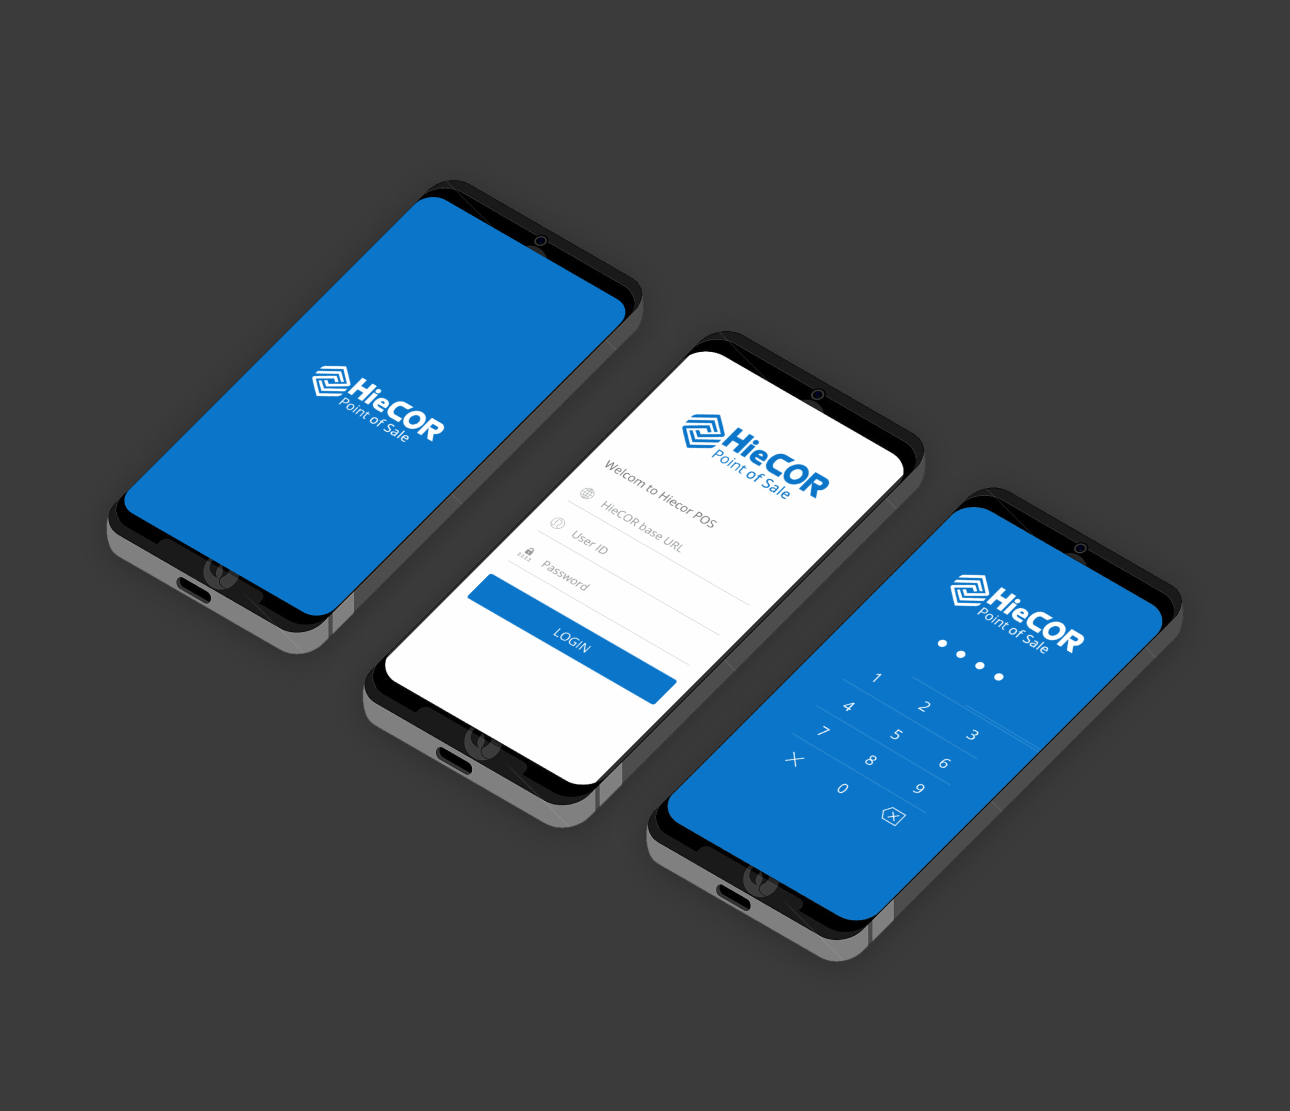 HieCOR
Point of Sale
HieCOR
Point of Sale
Welcom to Hiecor POS
HieCOR base URL
User ID
Password
LOGIN
HieCOR
Point of Sale
1 2 3
4 5 6
7 8 9
0